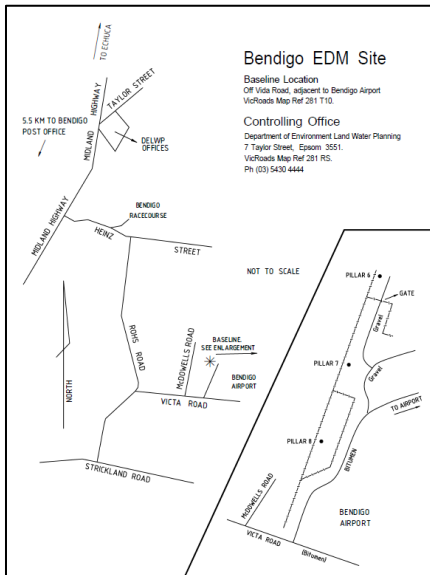 TO ECHUCA
MIDLAND HIGHWAY
TAYLOR STREET
5.5 KM TO BENDIGO
POST OFFICE
DELWP
OFFICES
MIDLAND HIGHWAY
BENDIGO
RACECOURSE
HEINZ
STREET
ROHS ROAD
McDOWELLS ROAD
BASELINE.
SEE ENLARGEMENT
BENDIGO
AIRPORT
VICTA ROAD
NORTH
STRICKLAND ROAD
Bendigo EDM Site
Baseline Location
Off Vida Road, adjacent to Bendigo Airport
VicRoads Map Ref 281 T10.
Controlling Office
Department of Environment Land Water Planning
7 Taylor Street, Epsom 3551.
VicRoads Map Ref 281 RS.
Ph (03) 5430 4444
NOT TO SCALE
PILLAR 6
GATE
Gravel
PILLAR 7
Gravel
TO AIRPORT
PILLAR 8
BITUMEN
McDOWELLS ROAD
BENDIGO
AIRPORT
VICTA ROAD
(Bitumen)